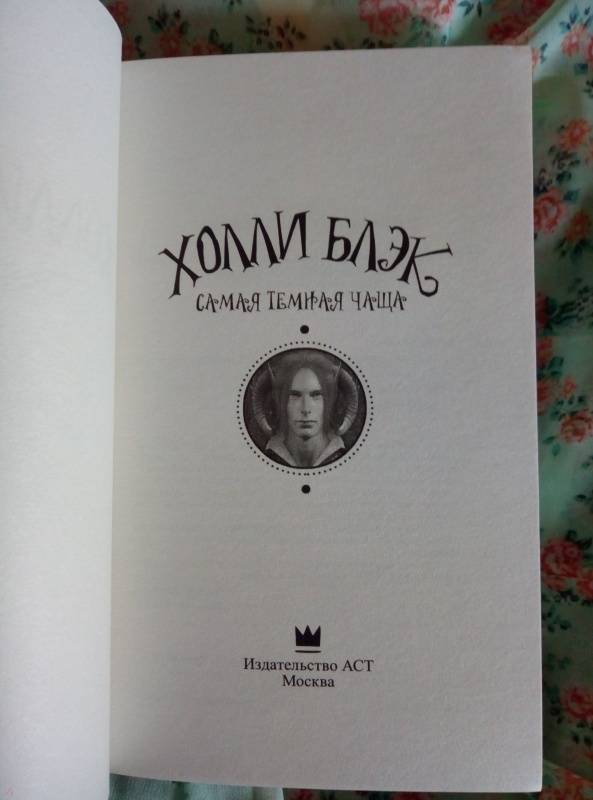 ХОЛЛИ БЛЭК
САМАЯ ТЕМНАЯ ЧАЩА
Издательство АСТ
Москва